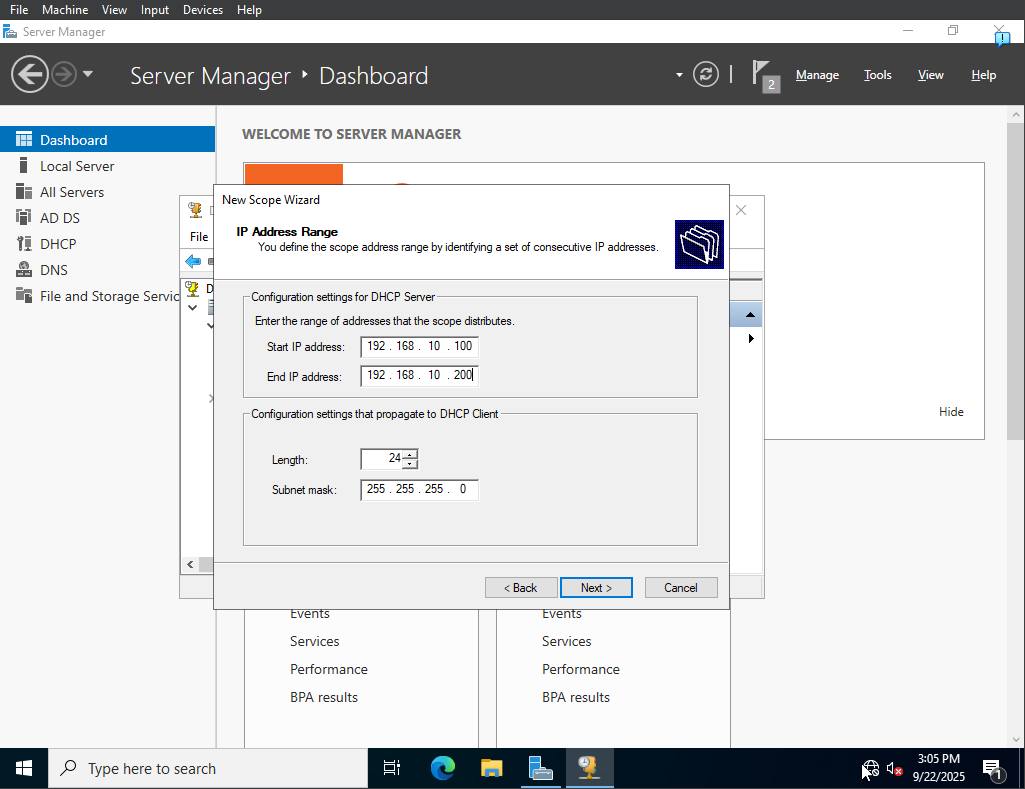 File Machine View Input Devices Help
Server Manager
Server Manager Dashboard
2 Manage Tools View Help
Dashboard
Local Server
All Servers
AD DS
DHCP
DNS
File and Storage Servic
WELCOME TO SERVER MANAGER
File
D
New Scope Wizard
IP Address Range
You define the scope address range by identifying a set of consecutive IP addresses.
Configuration settings for DHCP Server
Enter the range of addresses that the scope distributes.
Start IP address: 192 . 168 . 10 . 100
End IP address: 192 . 168 . 10 . 200
Configuration settings that propagate to DHCP Client
Length: 24
Subnet mask: 255 . 255 . 255 . 0
< Back Next > Cancel
Hide
Events Events
Services Services
Performance Performance
BPA results BPA results
Type here to search
3:05 PM
9/22/2025
1